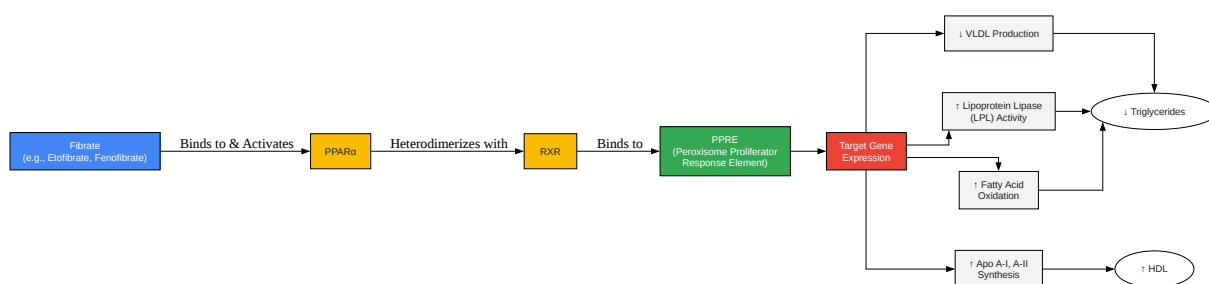 Fibrate
(e.g., Etofibrate, Fenofibrate)
Binds to & Activates
PPARα
Heterodimerizes with
RXR
Binds to
PPRE
(Peroxisome Proliferator
Response Element)
Target Gene
Expression
↓ VLDL Production
↑ Lipoprotein Lipase
(LPL) Activity
↓ Triglycerides
↑ Fatty Acid
Oxidation
↑ Apo A-I, A-II
Synthesis
↑ HDL